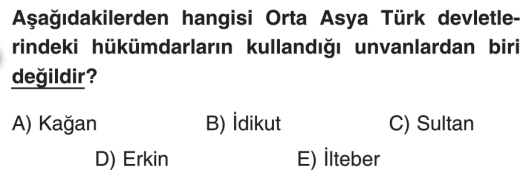 Aşağıdakilerden hangisi Orta Asya Türk devletle-
rindeki hükümdarların kullandığı unvanlardan biri
değildir?
A) Kağan B) İdikut C) Sultan
D) Erkin E) İlteber